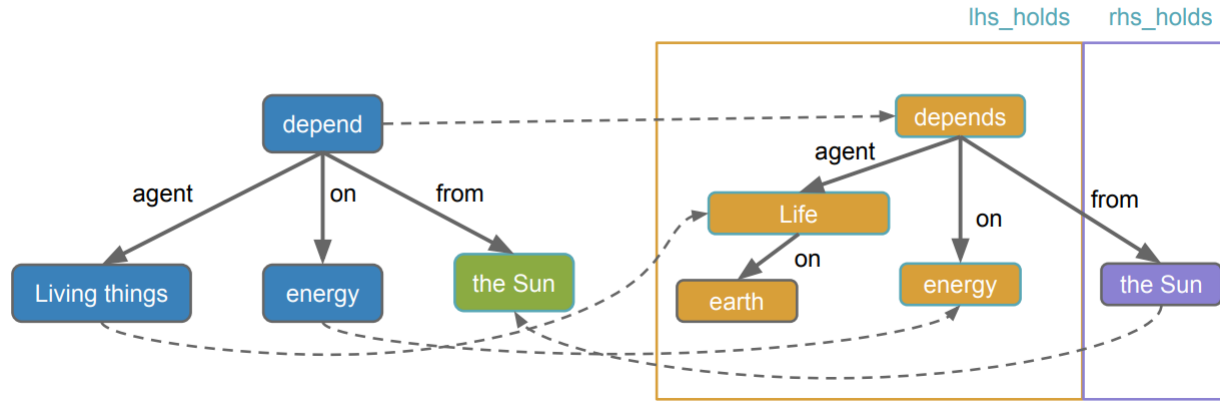 lhs_holds rhs_holds
depend
depends
agent
on
from
agent
on
from
Living things
energy
the Sun
Life
on
earth
energy
the Sun